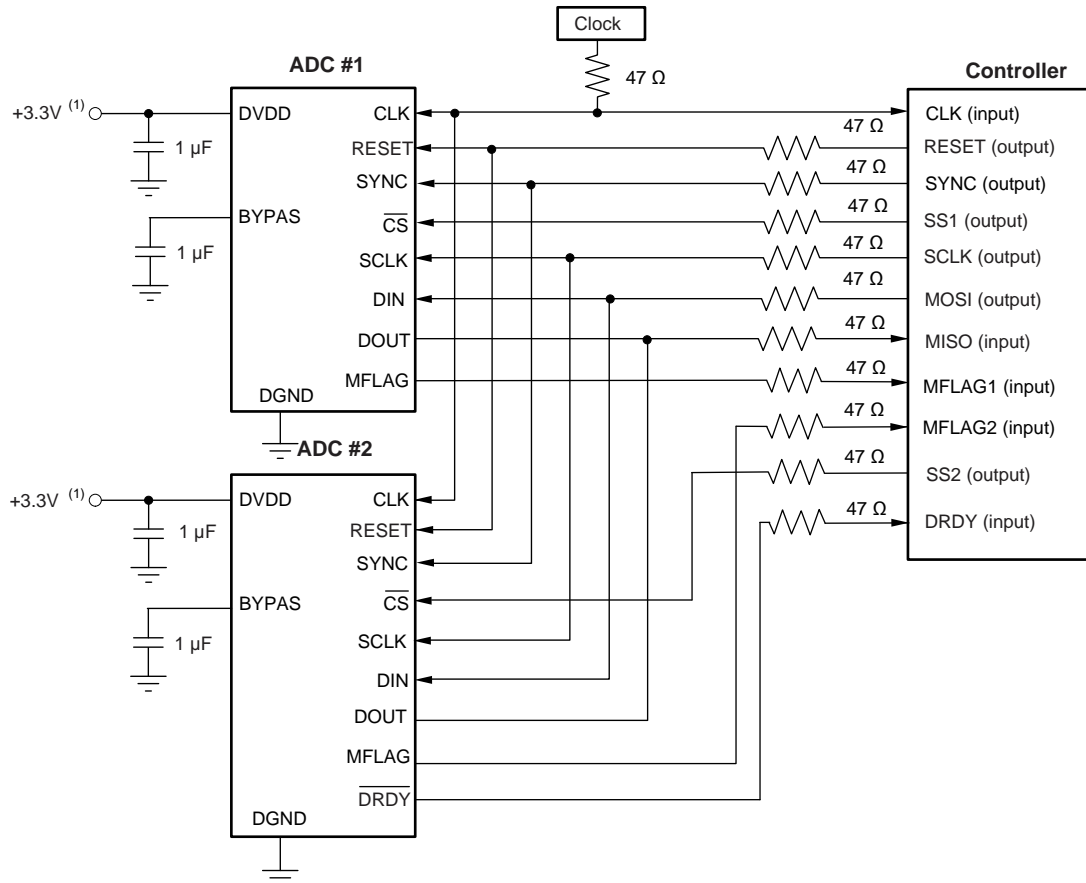 Clock
47 Ω
ADC #1
+3.3V (1)
1 µF
1 µF
DVDD
BYPAS
DGND
CLK
RESET
SYNC
CS
SCLK
DIN
DOUT
MFLAG
ADC #2
+3.3V (1)
1 µF
1 µF
DVDD
BYPAS
DGND
CLK
RESET
SYNC
CS
SCLK
DIN
DOUT
MFLAG
DRDY
47 Ω
47 Ω
47 Ω
47 Ω
47 Ω
47 Ω
47 Ω
47 Ω
47 Ω
47 Ω
Controller
CLK (input)
RESET (output)
SYNC (output)
SS1 (output)
SCLK (output)
MOSI (output)
MISO (input)
MFLAG1 (input)
MFLAG2 (input)
SS2 (output)
DRDY (input)